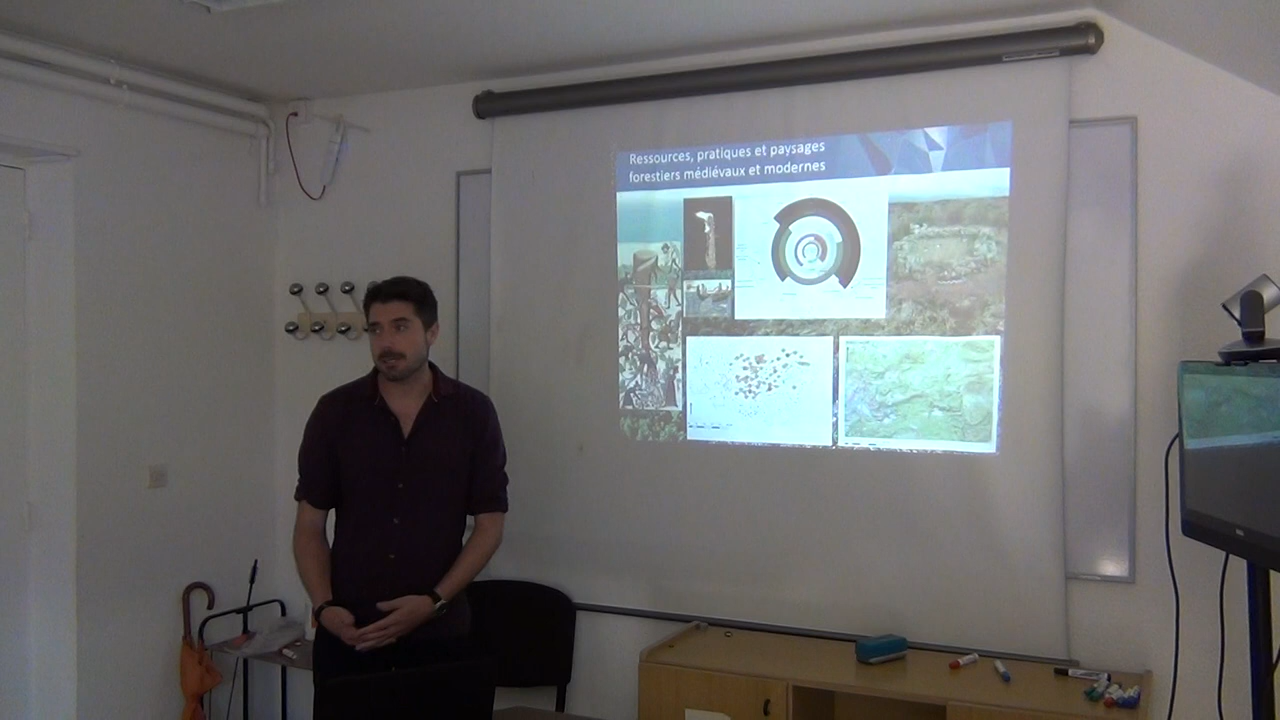 Ressources, pratiques et paysages
forestiers médiévaux et modernes